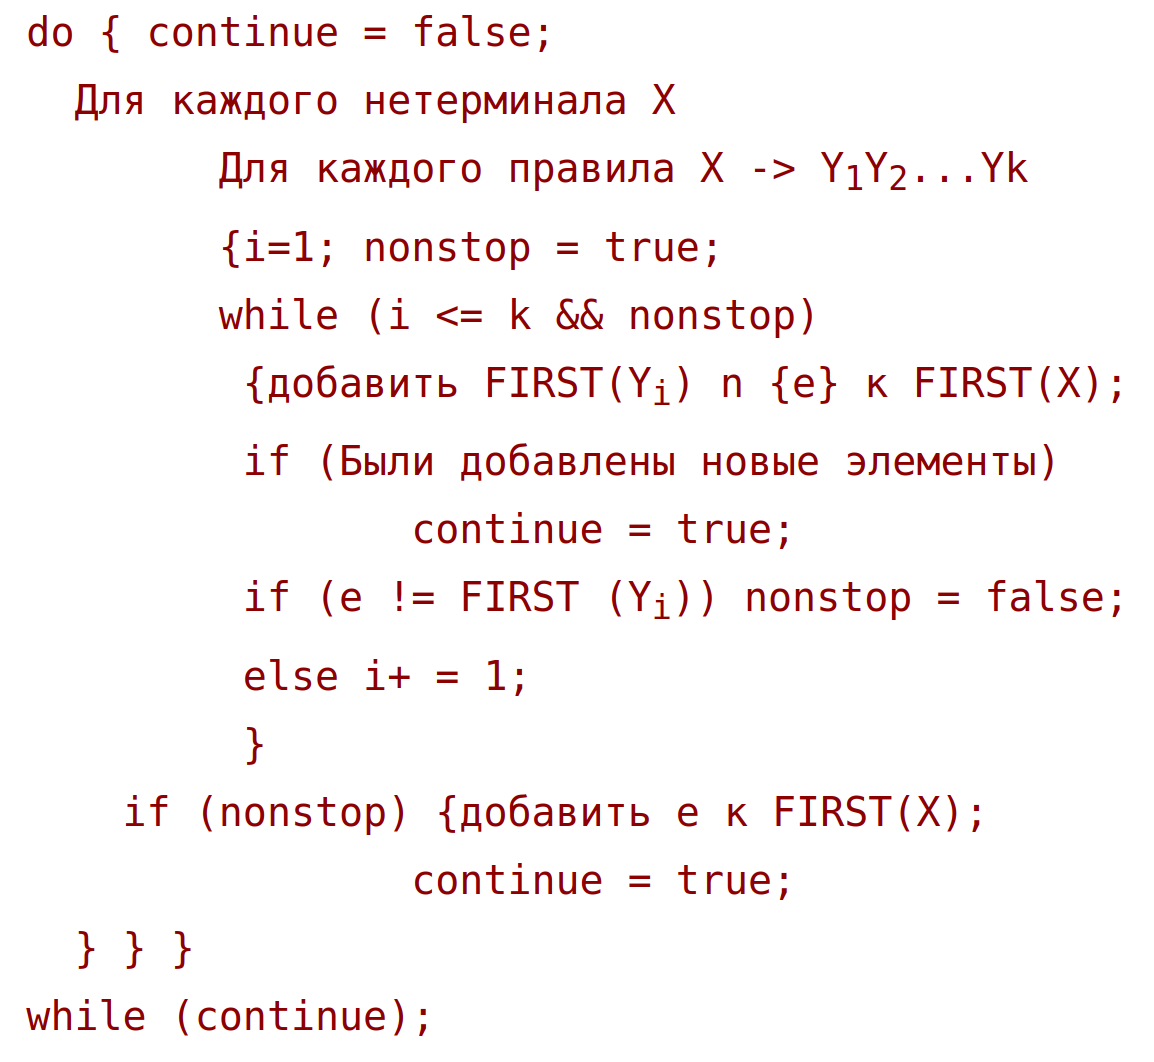 do { continue = false;
Для каждого нетерминала X
Для каждого правила X -> Y₁Y₂...Yk
{i=1; nonstop = true;
while (i <= k && nonstop)
{добавить FIRST(Yᵢ) n {e} к FIRST(X);
if (Были добавлены новые элементы)
continue = true;
if (e != FIRST (Yᵢ)) nonstop = false;
else i+ = 1;
}
if (nonstop) {добавить e к FIRST(X);
continue = true;
} } }
while (continue);